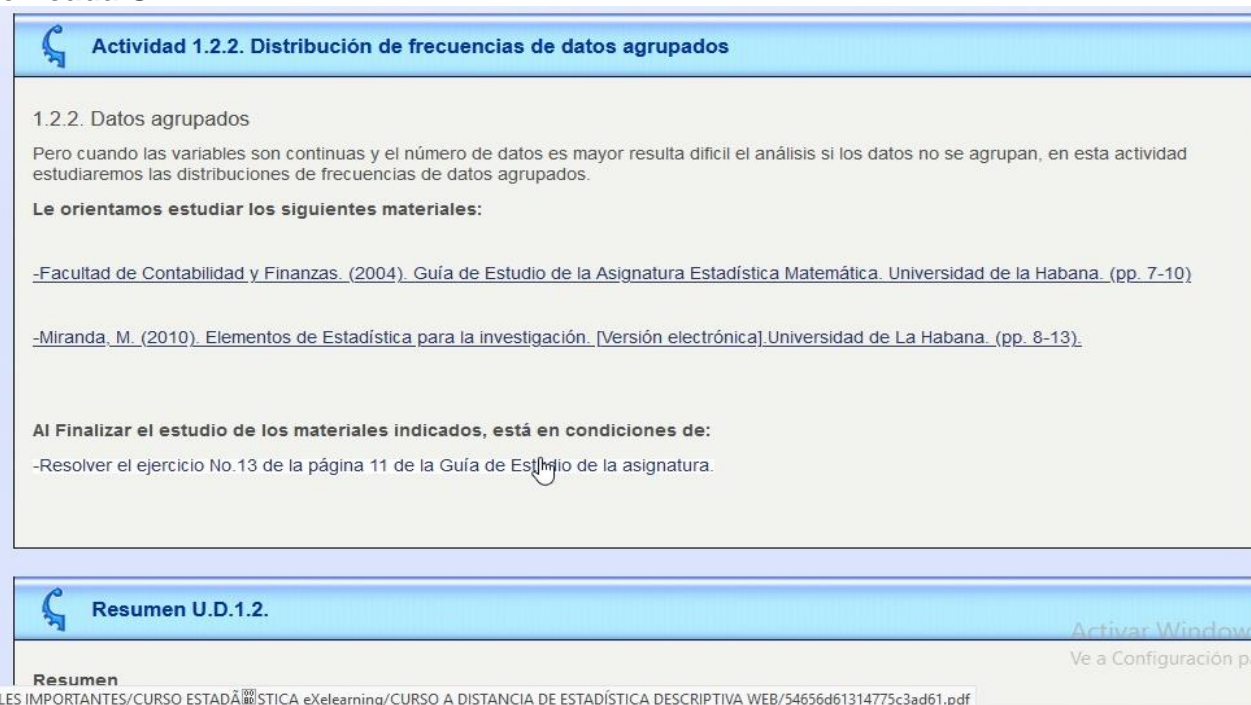 Actividad 1.2.2. Distribución de frecuencias de datos agrupados
1.2.2. Datos agrupados
Pero cuando las variables son continuas y el número de datos es mayor resulta dificil el análisis si los datos no se agrupan, en esta actividad
estudiaremos las distribuciones de frecuencias de datos agrupados.
Le orientamos estudiar los siguientes materiales:
-Facultad de Contabilidad y Finanzas. (2004). Guía de Estudio de la Asignatura Estadística Matemática. Universidad de la Habana. (pp. 7-10)
-Miranda, M. (2010). Elementos de Estadística para la investigación. [Versión electrónica].Universidad de La Habana. (pp. 8-13).
Al Finalizar el estudio de los materiales indicados, está en condiciones de:
-Resolver el ejercicio No.13 de la página 11 de la Guía de Estudio de la asignatura.
Resumen U.D.1.2.
Activar Window
Ve a Configuración p
Resumen
LES IMPORTANTES/CURSO ESTADÃSTICA eXelearning/CURSO A DISTANCIA DE ESTADÍSTICA DESCRIPTIVA WEB/54656d61314775c3ad61.pdf